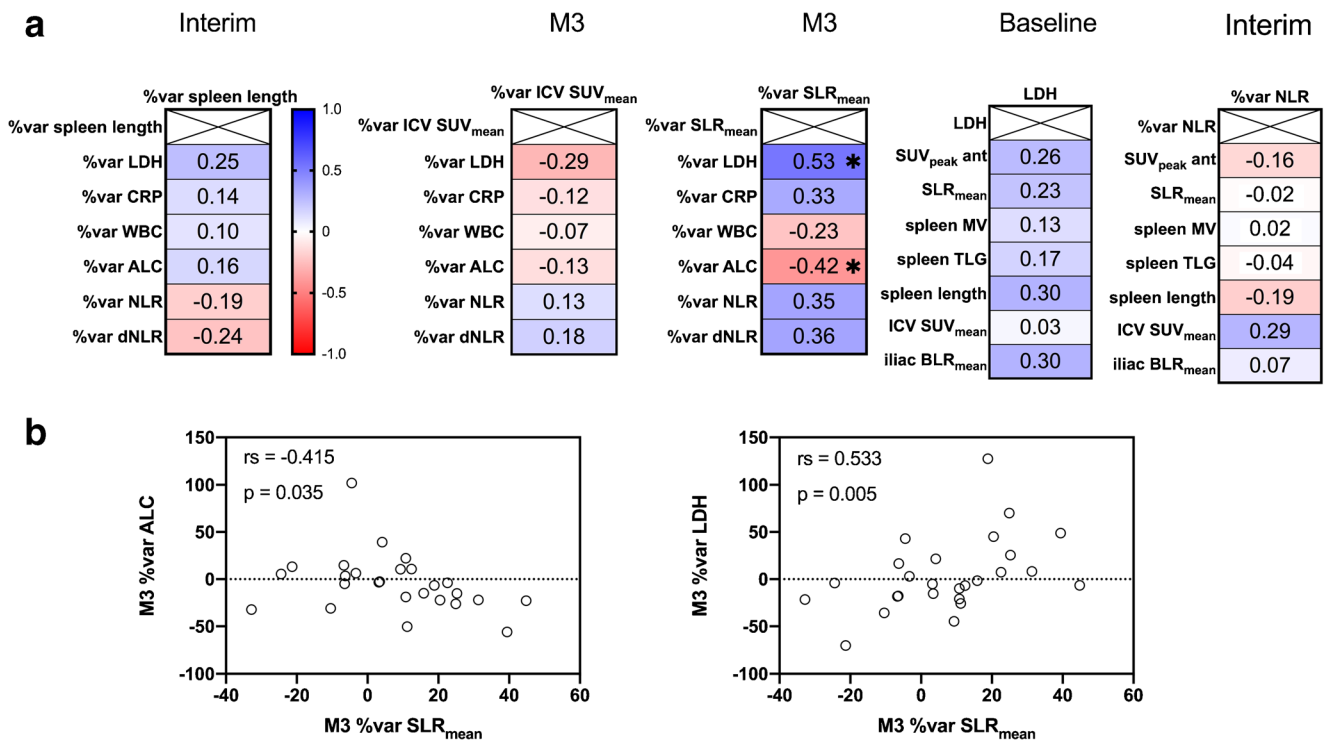 a
Interim
M3
M3
Baseline
Interim
%var spleen length
%var spleen length
%var LDH 0.25
%var CRP 0.14
%var WBC 0.10
%var ALC 0.16
%var NLR -0.19
%var dNLR -0.24
1.0
0.5
0
-0.5
-1.0
%var ICV SUVmean
%var ICV SUVmean
%var LDH -0.29
%var CRP -0.12
%var WBC -0.07
%var ALC -0.13
%var NLR 0.13
%var dNLR 0.18
%var SLRmean
%var SLRmean
%var LDH 0.53 *
%var CRP 0.33
%var WBC -0.23
%var ALC -0.42 *
%var NLR 0.35
%var dNLR 0.36
LDH
LDH
SUVpeak ant 0.26
SLRmean 0.23
spleen MV 0.13
spleen TLG 0.17
spleen length 0.30
ICV SUVmean 0.03
iliac BLRmean 0.30
%var NLR
%var NLR
SUVpeak ant -0.16
SLRmean -0.02
spleen MV 0.02
spleen TLG -0.04
spleen length -0.19
ICV SUVmean 0.29
iliac BLRmean 0.07
b
M3 %var ALC
150
100
50
0
-50
-100
rs = -0.415
p = 0.035
-40 -20 0 20 40 60
M3 %var SLRmean
M3 %var LDH
150
100
50
0
-50
-100
rs = 0.533
p = 0.005
-40 -20 0 20 40 60
M3 %var SLRmean